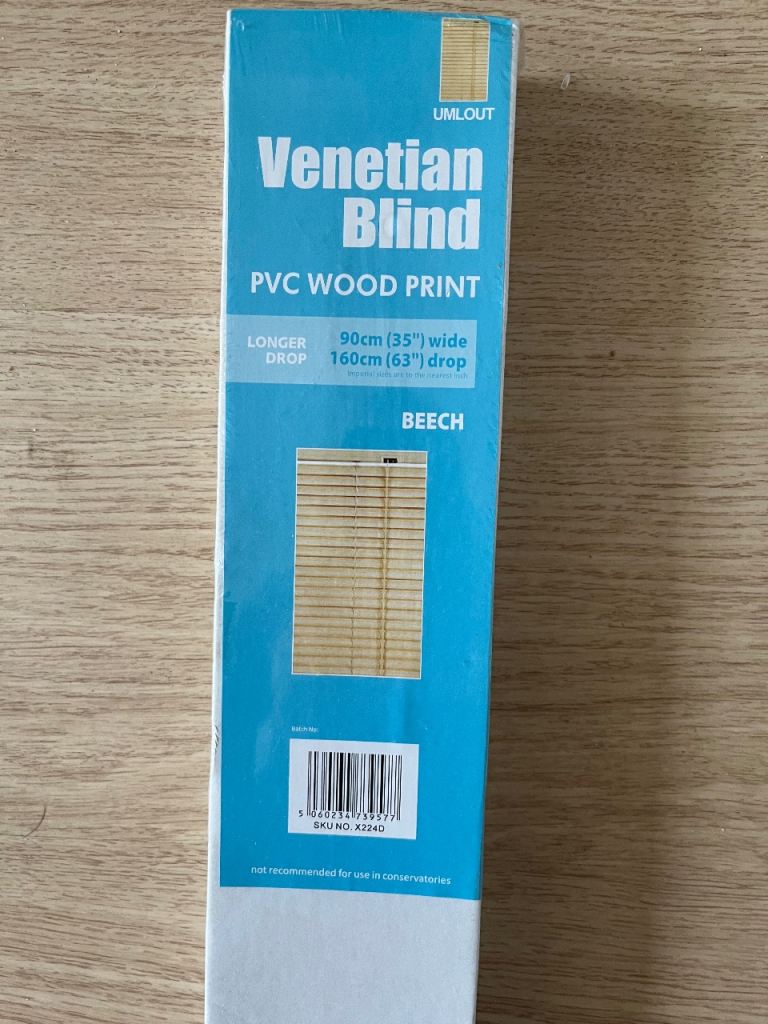 UMLOUT
Venetian
Blind
PVC WOOD PRINT
LONGER
DROP
90cm (35") wide
160cm (63") drop
Imperial sizes are to the nearest inch
BEECH
Batch No:
5 060234 739577
SKU NO. X224D
not recommended for use in conservatories